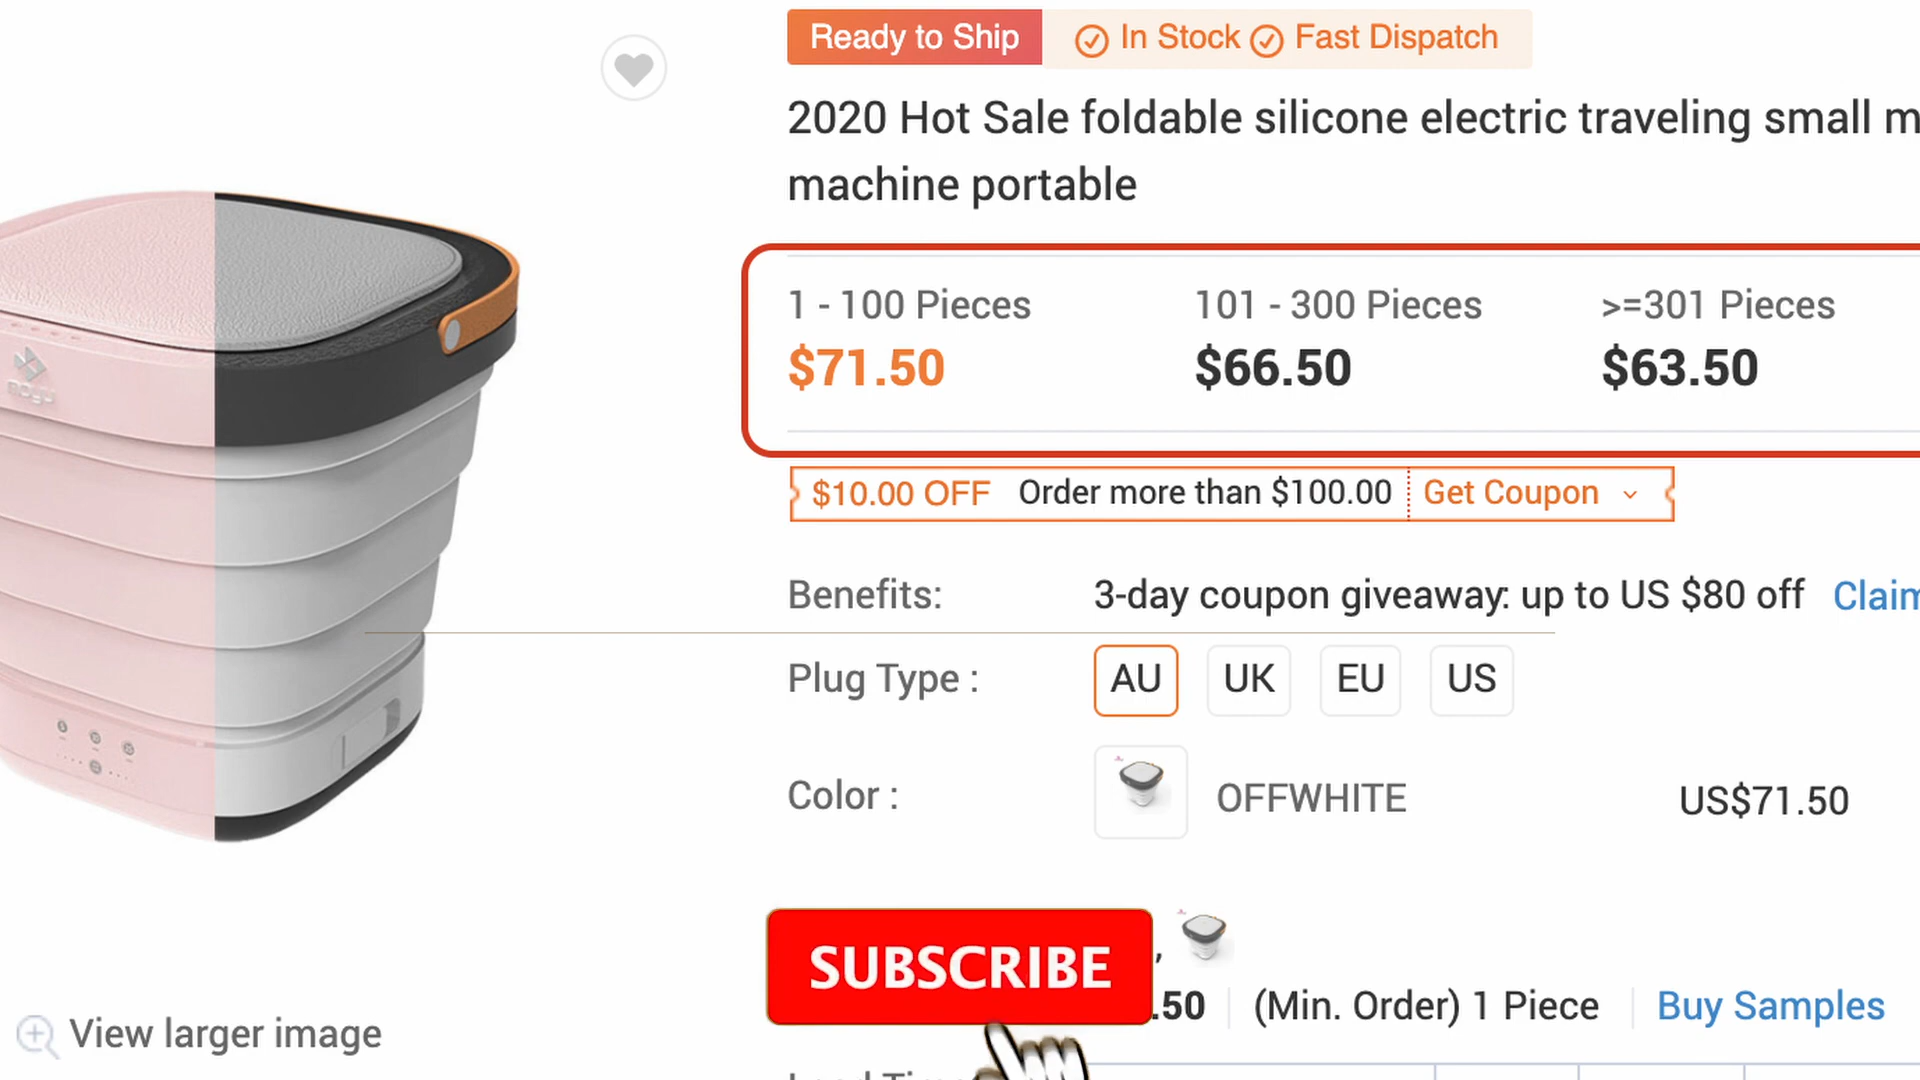 Ready to Ship In Stock Fast Dispatch
2020 Hot Sale foldable silicone electric traveling small
machine portable
1 - 100 Pieces 101 - 300 Pieces >=301 Pieces
$71.50 $66.50 $63.50
$10.00 OFF Order more than $100.00 Get Coupon
Benefits: 3-day coupon giveaway: up to US $80 off Claim
Plug Type : AU UK EU US
Color : OFFWHITE US$71.50
SUBSCRIBE ,
.50 (Min. Order) 1 Piece Buy Samples
View larger image